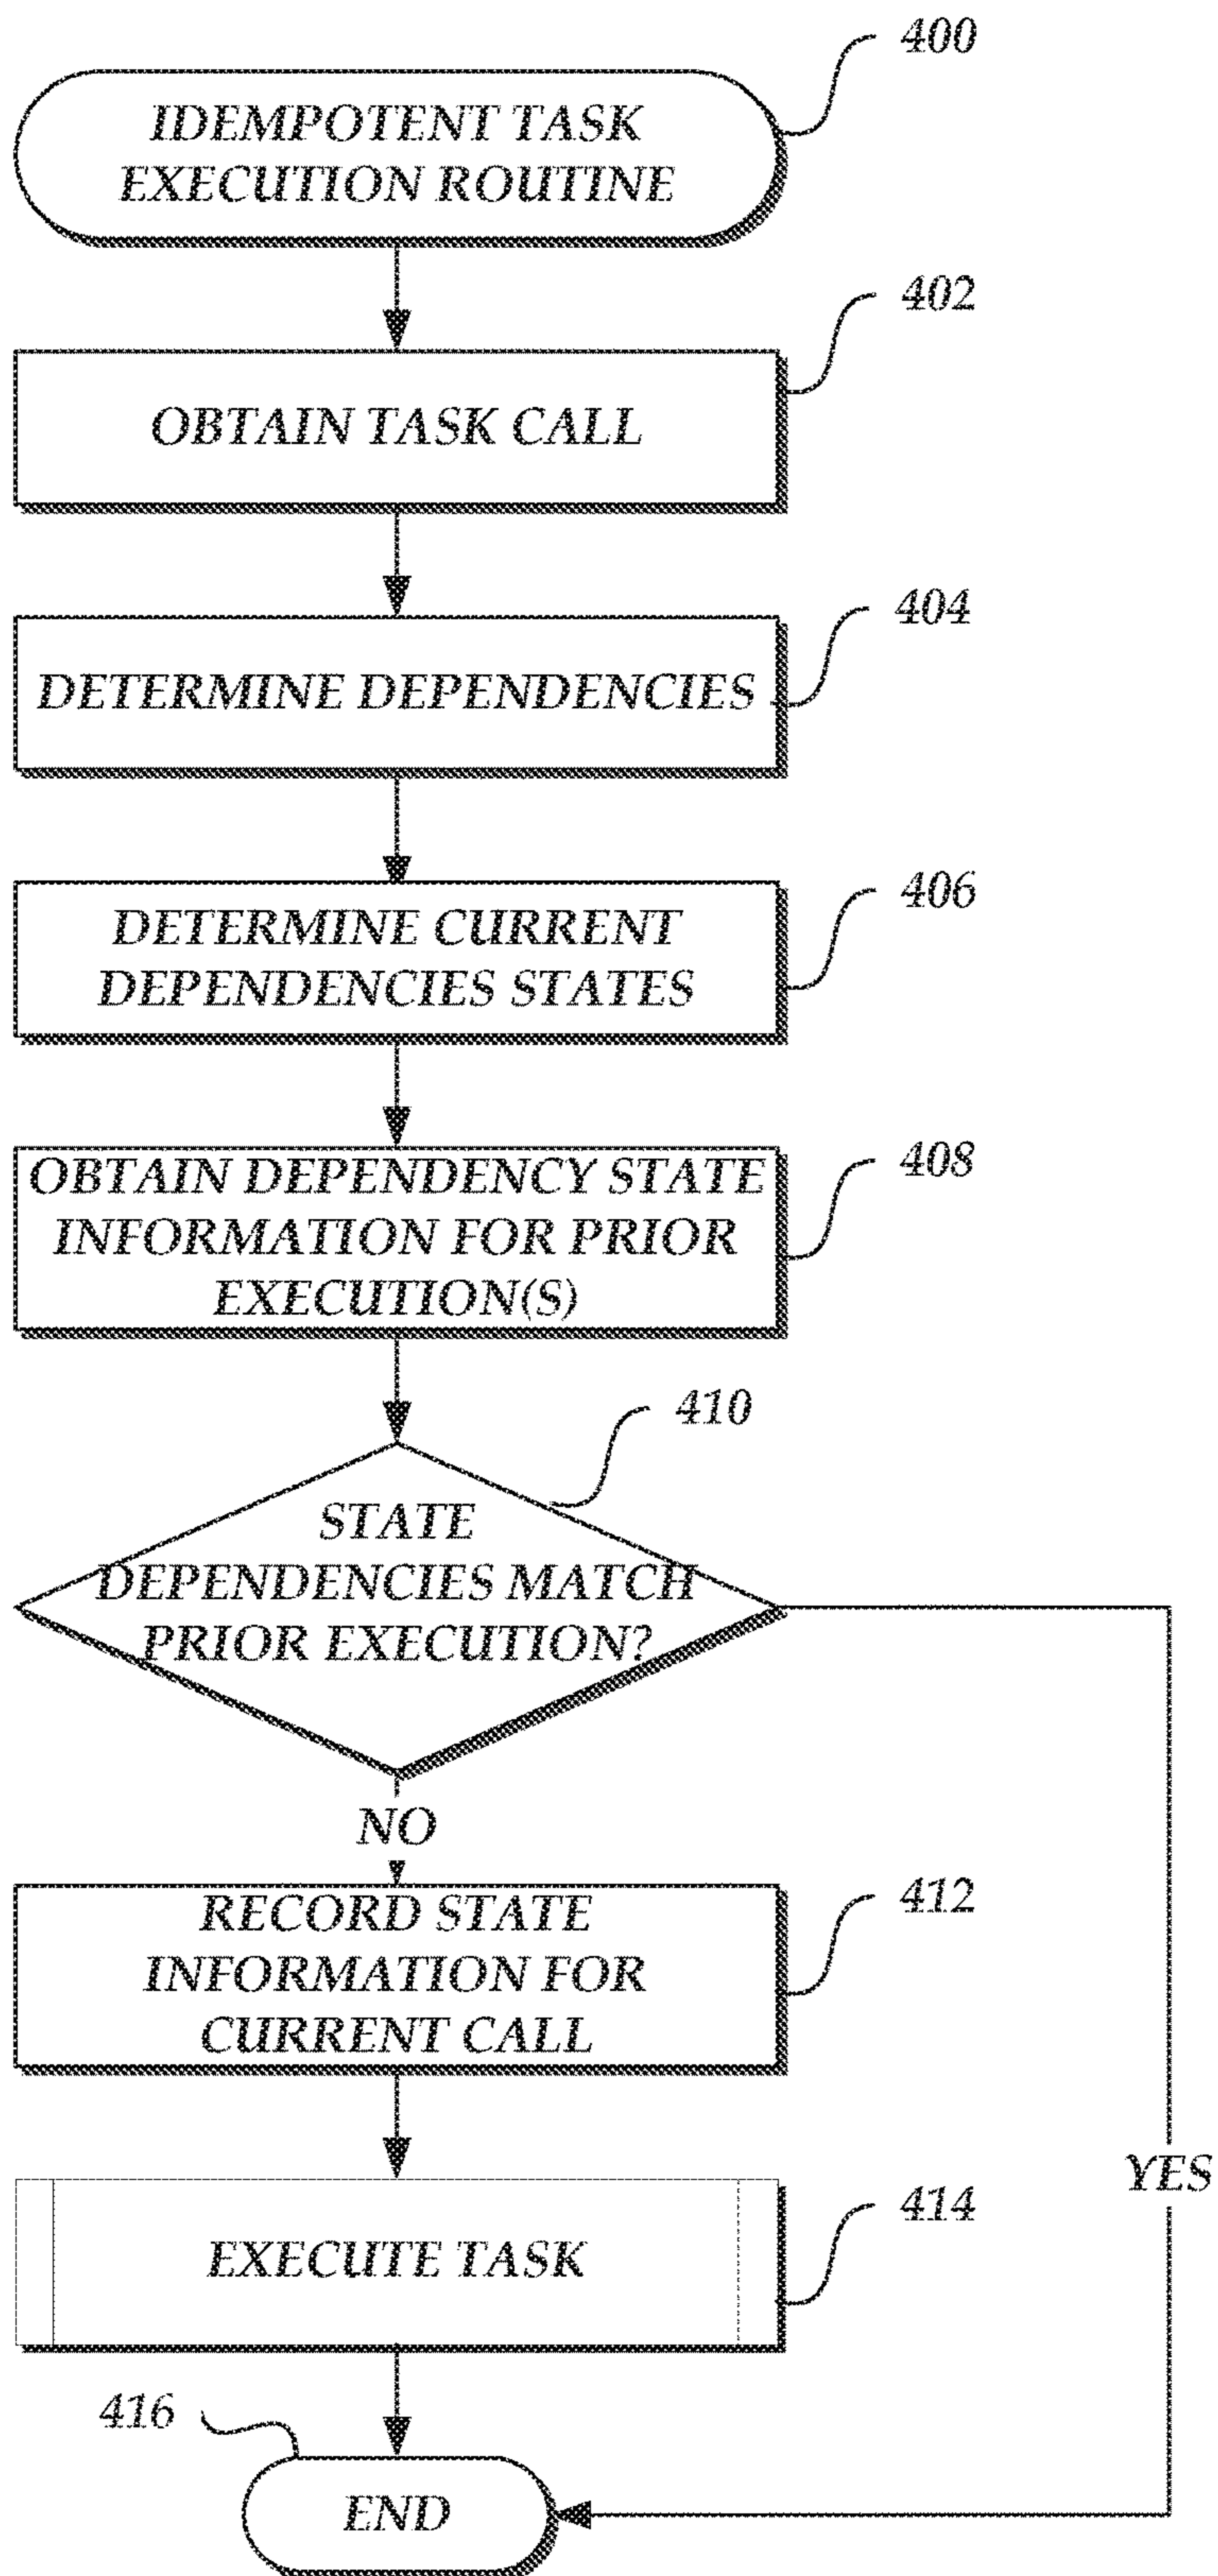 400
IDEMPOTENT TASK
EXECUTION ROUTINE
402
OBTAIN TASK CALL
404
DETERMINE DEPENDENCIES
406
DETERMINE CURRENT
DEPENDENCIES STATES
408
OBTAIN DEPENDENCY STATE
INFORMATION FOR PRIOR
EXECUTION(S)
410
STATE
DEPENDENCIES MATCH
PRIOR EXECUTION?
NO
412
RECORD STATE
INFORMATION FOR
CURRENT CALL
YES
414
EXECUTE TASK
416
END